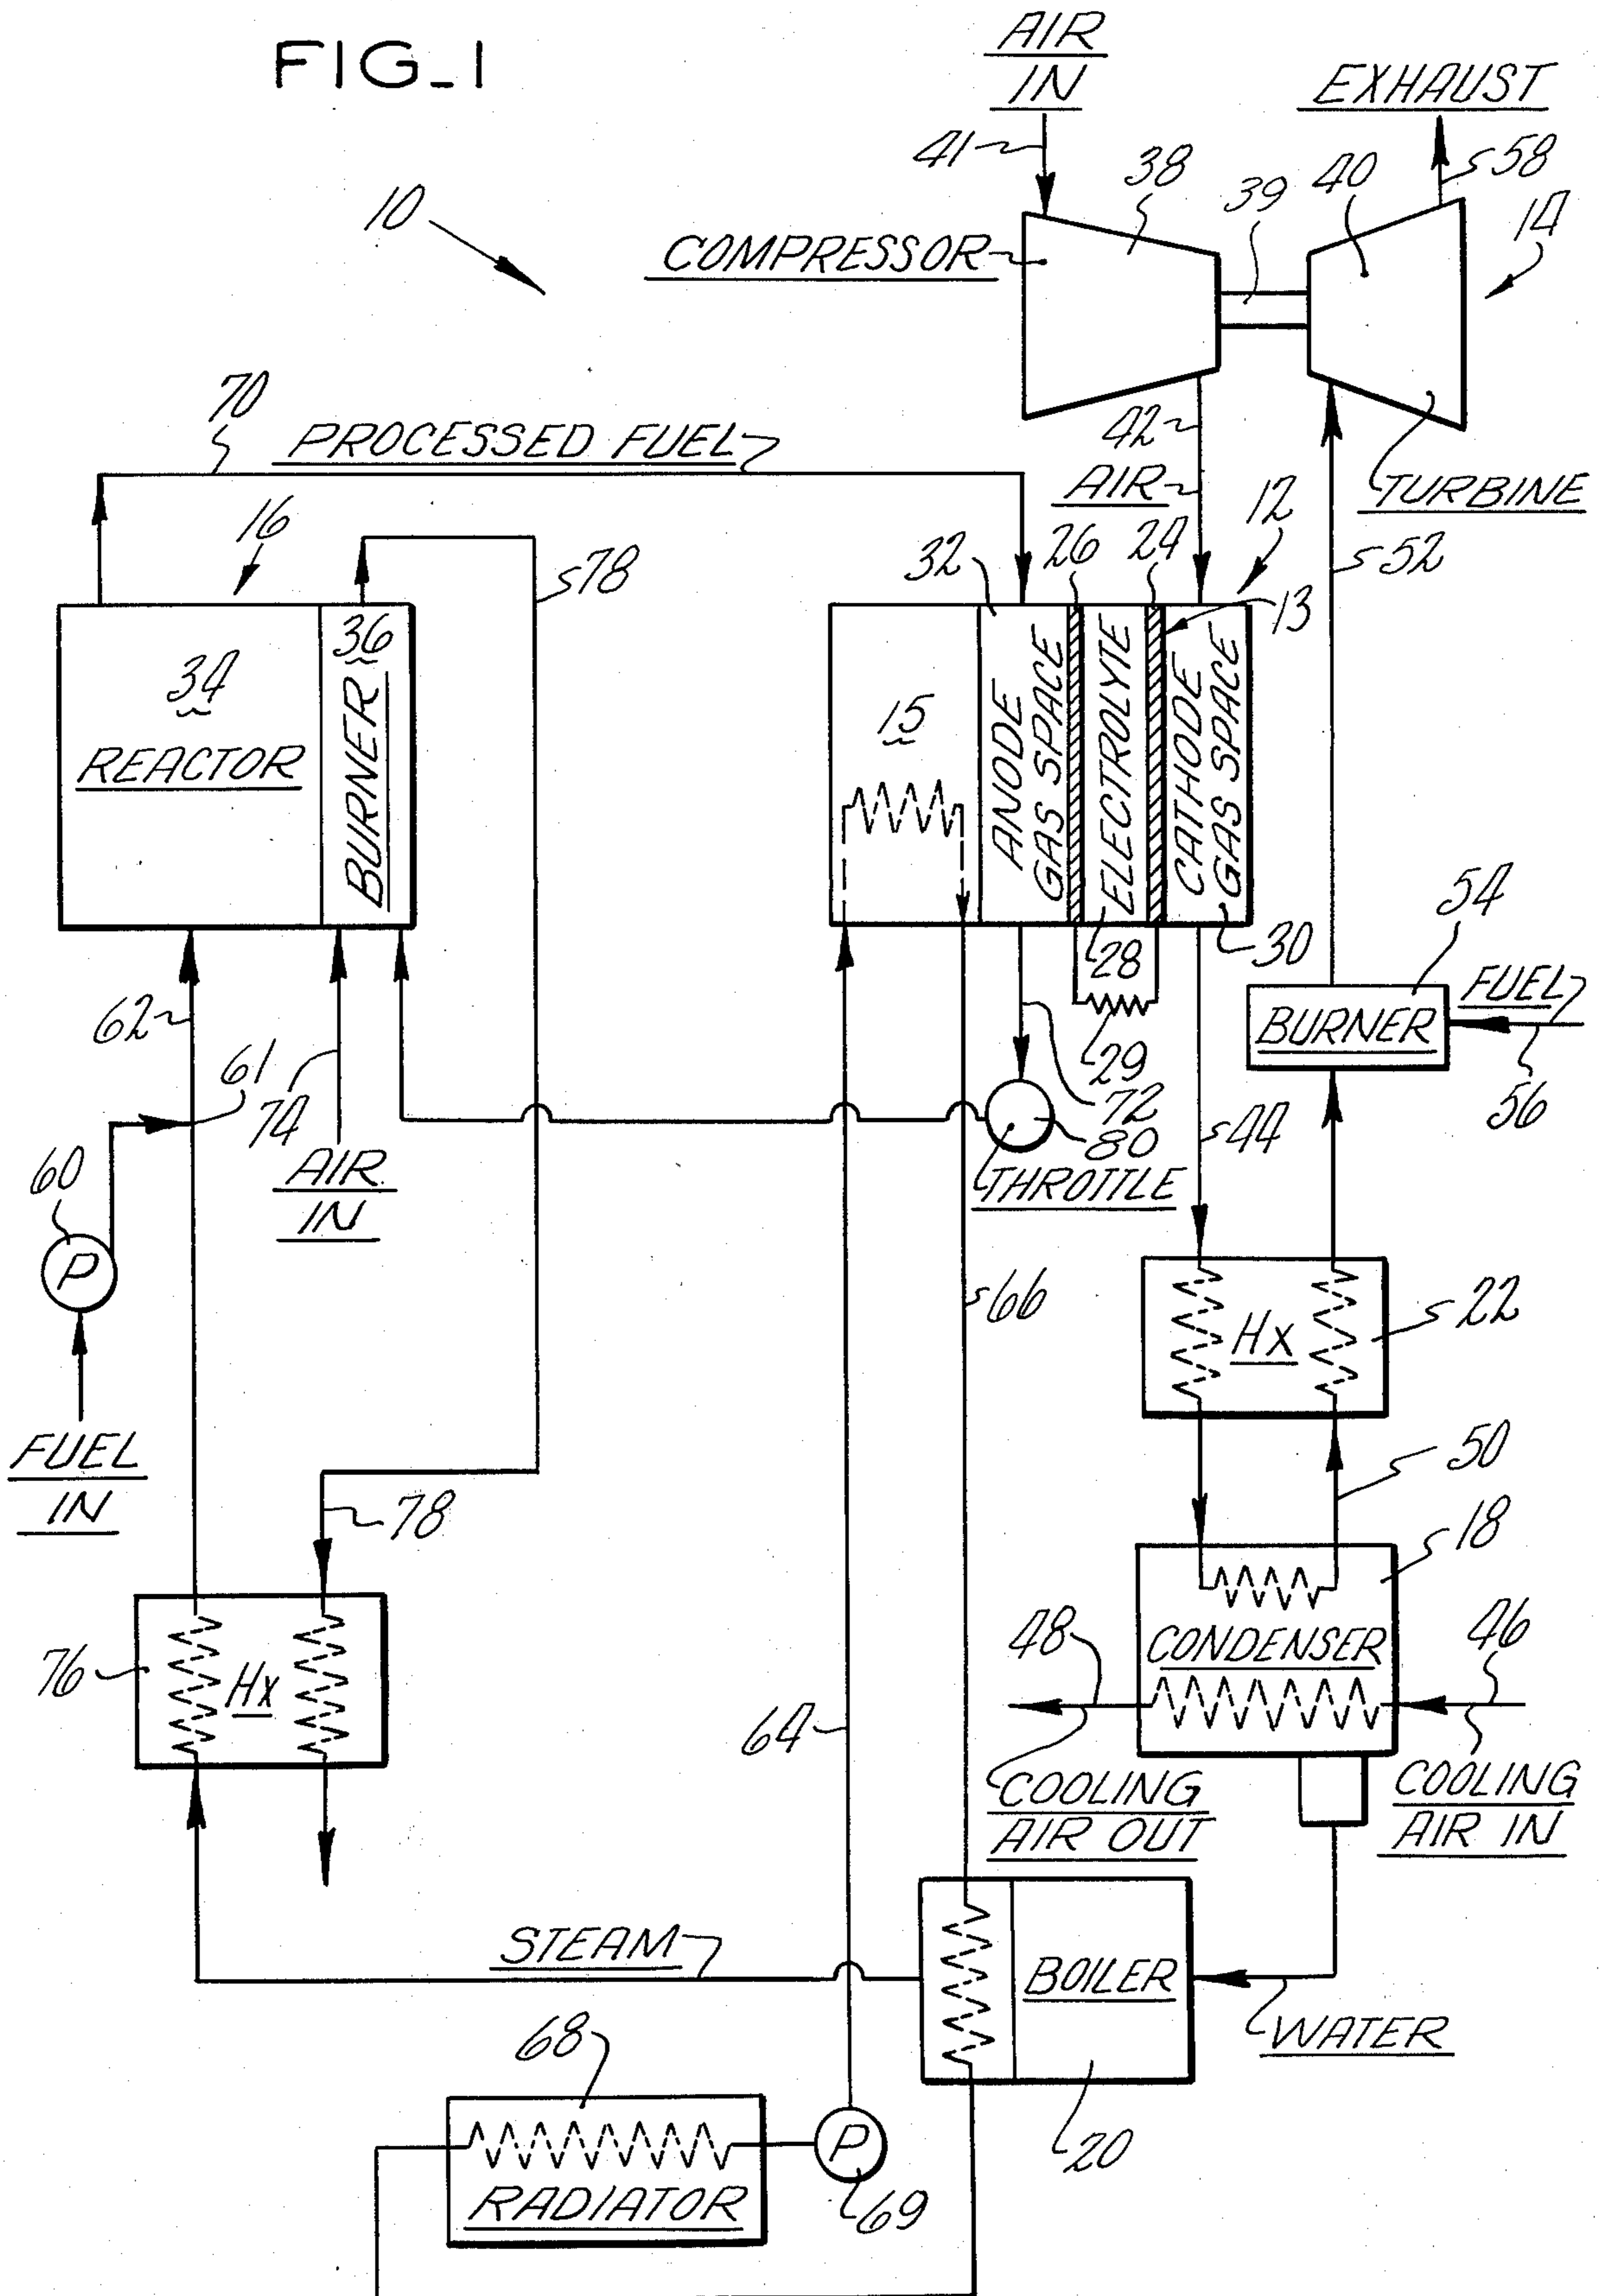 FIG_1
AIR
IN
EXHAUST
41
38
39
40
58
14
10
COMPRESSOR
70
PROCESSED FUEL
42
AIR
TURBINE
16
78
32
26
24
12
13
52
34
REACTOR
36
BURNER
15
ANODE
GAS SPACE
ELECTROLYTE
CATHODE
GAS SPACE
28
30
54
FUEL
BURNER
56
62
61
74
29
72
80
44
THROTTLE
60
P
AIR
IN
66
Hx
22
FUEL
IN
78
50
18
76
Hx
64
48
CONDENSER
46
COOLING
AIR OUT
COOLING
AIR IN
STEAM
BOILER
WATER
68
P
20
RADIATOR
69